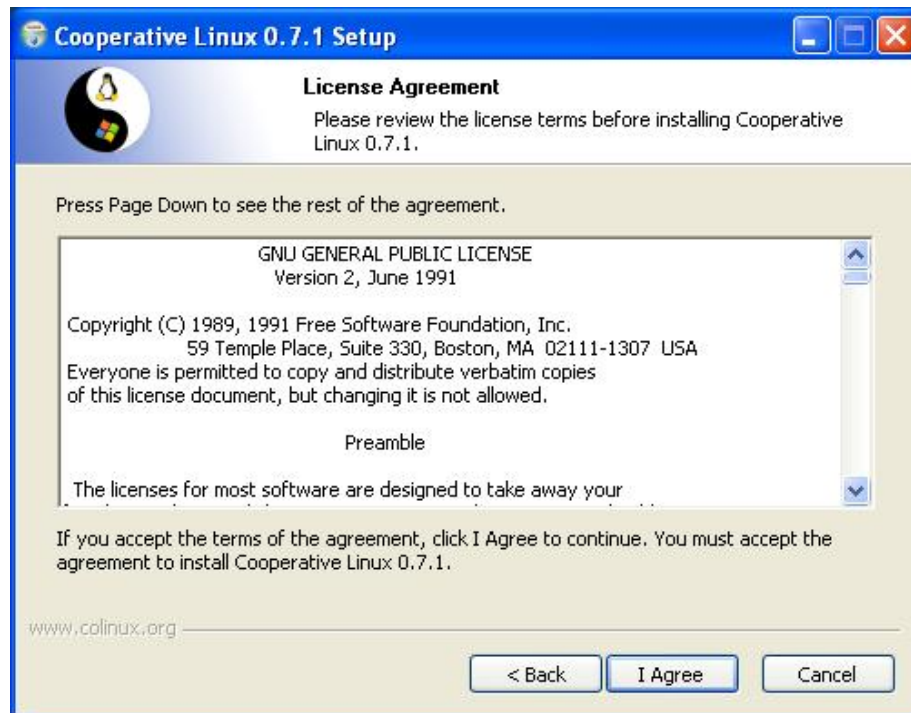 Cooperative Linux 0.7.1 Setup
License Agreement
Please review the license terms before installing Cooperative
Linux 0.7.1.
Press Page Down to see the rest of the agreement.
GNU GENERAL PUBLIC LICENSE
Version 2, June 1991
Copyright (C) 1989, 1991 Free Software Foundation, Inc.
59 Temple Place, Suite 330, Boston, MA  02111-1307  USA
Everyone is permitted to copy and distribute verbatim copies
of this license document, but changing it is not allowed.
Preamble
The licenses for most software are designed to take away your
If you accept the terms of the agreement, click I Agree to continue. You must accept the
agreement to install Cooperative Linux 0.7.1.
www.colinux.org
< Back I Agree Cancel